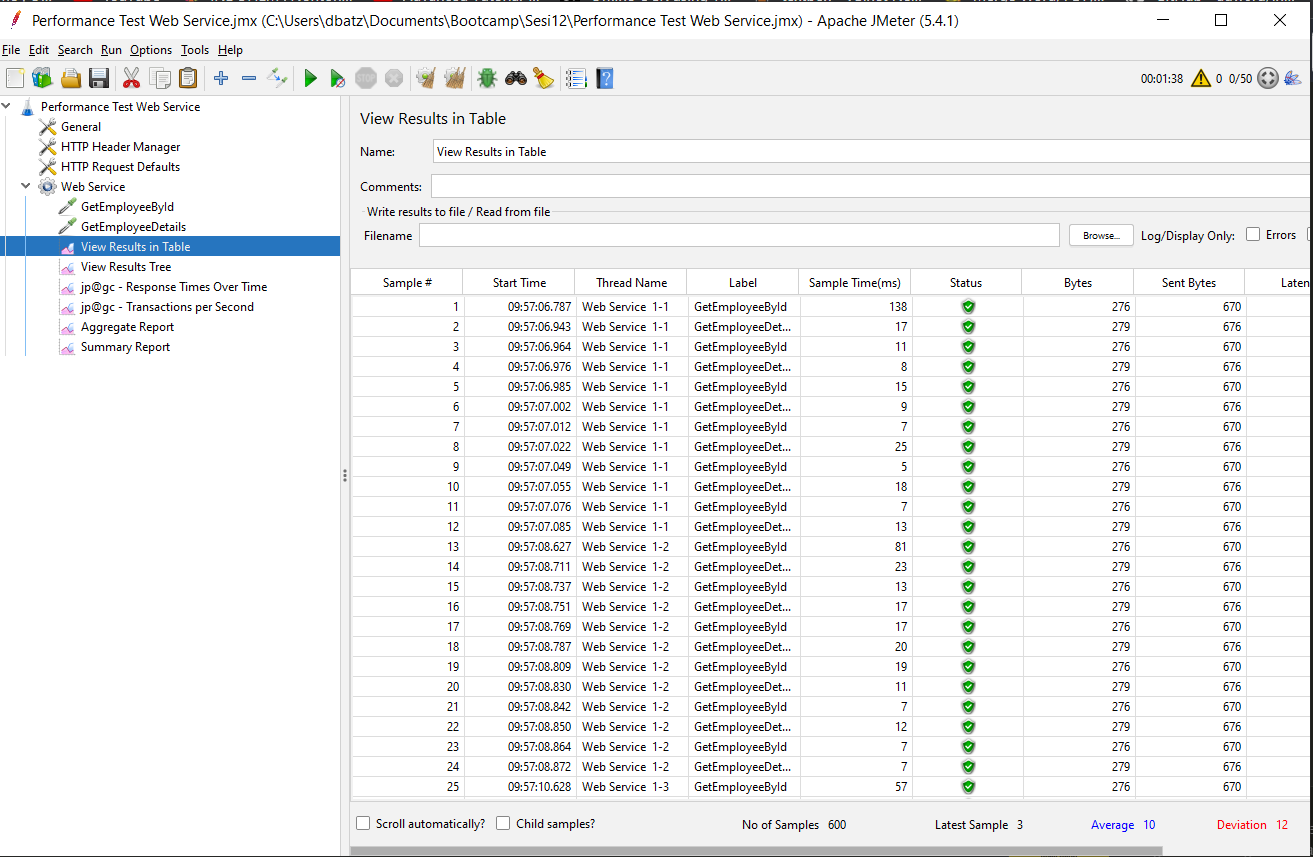 Performance Test Web Service.jmx (C:\Users\dbatz\Documents\Bootcamp\Sesi12\Performance Test Web Service.jmx) - Apache JMeter (5.4.1)
File Edit Search Run Options Tools Help
STOP 00:01:38 0 0/50
Performance Test Web Service
General
HTTP Header Manager
HTTP Request Defaults
Web Service
GetEmployeeById
GetEmployeeDetails
View Results in Table
View Results Tree
jp@gc - Response Times Over Time
jp@gc - Transactions per Second
Aggregate Report
Summary Report
View Results in Table
Name: View Results in Table
Comments:
Write results to file / Read from file
Filename Browse... Log/Display Only: Errors
Sample # Start Time Thread Name Label Sample Time(ms) Status Bytes Sent Bytes Laten
1 09:57:06.787 Web Service 1-1 GetEmployeeById 138 276 670
2 09:57:06.943 Web Service 1-1 GetEmployeeDet... 17 279 676
3 09:57:06.964 Web Service 1-1 GetEmployeeById 11 276 670
4 09:57:06.976 Web Service 1-1 GetEmployeeDet... 8 279 676
5 09:57:06.985 Web Service 1-1 GetEmployeeById 15 276 670
6 09:57:07.002 Web Service 1-1 GetEmployeeDet... 9 279 676
7 09:57:07.012 Web Service 1-1 GetEmployeeById 7 276 670
8 09:57:07.022 Web Service 1-1 GetEmployeeDet... 25 279 676
9 09:57:07.049 Web Service 1-1 GetEmployeeById 5 276 670
10 09:57:07.055 Web Service 1-1 GetEmployeeDet... 18 279 676
11 09:57:07.076 Web Service 1-1 GetEmployeeById 7 276 670
12 09:57:07.085 Web Service 1-1 GetEmployeeDet... 13 279 676
13 09:57:08.627 Web Service 1-2 GetEmployeeById 81 276 670
14 09:57:08.711 Web Service 1-2 GetEmployeeDet... 23 279 676
15 09:57:08.737 Web Service 1-2 GetEmployeeById 13 276 670
16 09:57:08.751 Web Service 1-2 GetEmployeeDet... 17 279 676
17 09:57:08.769 Web Service 1-2 GetEmployeeById 17 276 670
18 09:57:08.787 Web Service 1-2 GetEmployeeDet... 20 279 676
19 09:57:08.809 Web Service 1-2 GetEmployeeById 19 276 670
20 09:57:08.830 Web Service 1-2 GetEmployeeDet... 11 279 676
21 09:57:08.842 Web Service 1-2 GetEmployeeById 7 276 670
22 09:57:08.850 Web Service 1-2 GetEmployeeDet... 12 279 676
23 09:57:08.864 Web Service 1-2 GetEmployeeById 7 276 670
24 09:57:08.872 Web Service 1-2 GetEmployeeDet... 7 279 676
25 09:57:10.628 Web Service 1-3 GetEmployeeById 57 276 670
Scroll automatically? Child samples? No of Samples 600 Latest Sample 3 Average 10 Deviation 12